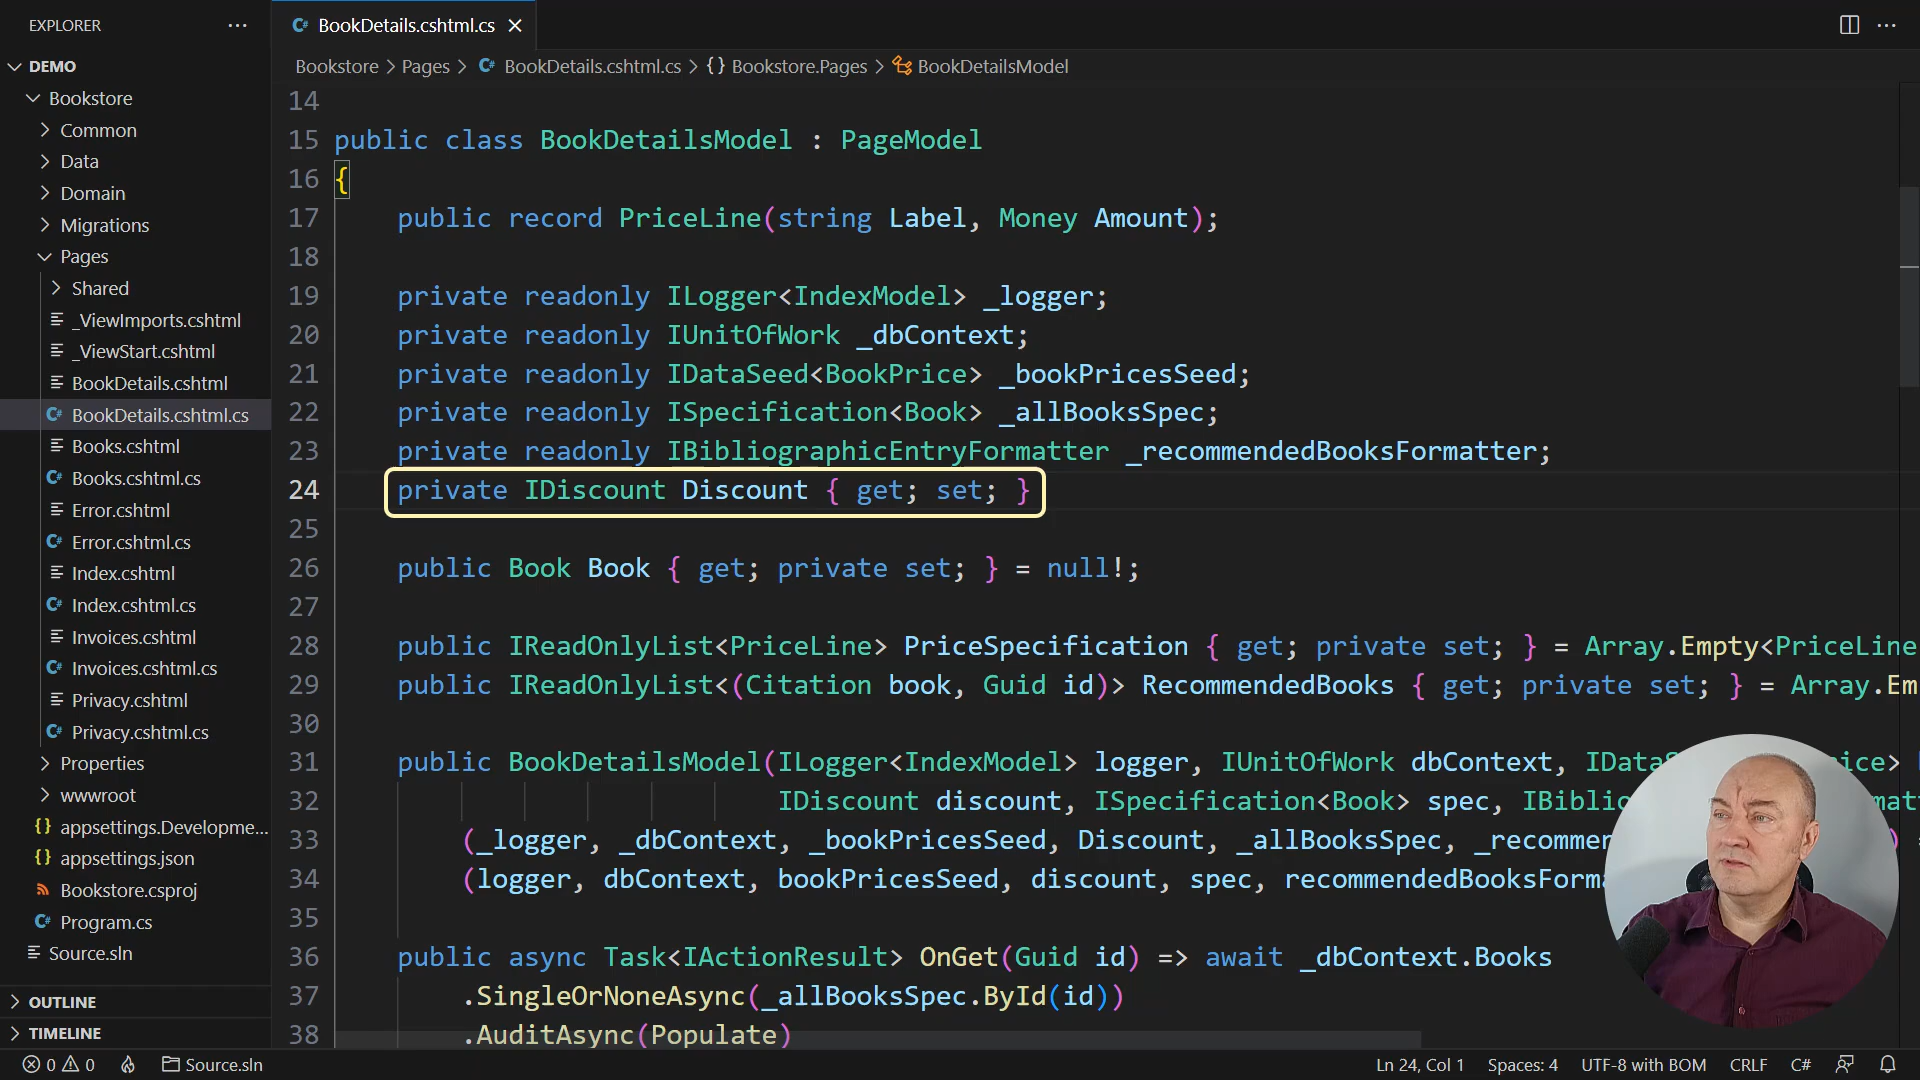 EXPLORER
BookDetails.cshtml.cs
DEMO
Bookstore
Common
Data
Domain
Migrations
Pages
Shared
_ViewImports.cshtml
_ViewStart.cshtml
BookDetails.cshtml
BookDetails.cshtml.cs
Books.cshtml
Books.cshtml.cs
Error.cshtml
Error.cshtml.cs
Index.cshtml
Index.cshtml.cs
Invoices.cshtml
Invoices.cshtml.cs
Privacy.cshtml
Privacy.cshtml.cs
Properties
wwwroot
appsettings.Developme...
appsettings.json
Bookstore.csproj
Program.cs
Source.sln
OUTLINE
TIMELINE
Bookstore > Pages > BookDetails.cshtml.cs > {} Bookstore.Pages > BookDetailsModel
14
15 public class BookDetailsModel : PageModel
16 {
17 public record PriceLine(string Label, Money Amount);
18
19 private readonly ILogger<IndexModel> _logger;
20 private readonly IUnitOfWork _dbContext;
21 private readonly IDataSeed<BookPrice> _bookPricesSeed;
22 private readonly ISpecification<Book> _allBooksSpec;
23 private readonly IBibliographicEntryFormatter _recommendedBooksFormatter;
24 private IDiscount Discount { get; set; }
25
26 public Book Book { get; private set; } = null!;
27
28 public IReadOnlyList<PriceLine> PriceSpecification { get; private set; } = Array.Empty<PriceLine
29 public IReadOnlyList<(Citation book, Guid id)> RecommendedBooks { get; private set; } = Array.Em
30
31 public BookDetailsModel(ILogger<IndexModel> logger, IUnitOfWork dbContext, IDataS ice>
32 IDiscount discount, ISpecification<Book> spec, IBiblio matt
33 (_logger, _dbContext, _bookPricesSeed, Discount, _allBooksSpec, _recomme ) =
34 (logger, dbContext, bookPricesSeed, discount, spec, recommendedBooksForma
35
36 public async Task<IActionResult> OnGet(Guid id) => await _dbContext.Books
37 .SingleOrNoneAsync(_allBooksSpec.ById(id))
38 .AuditAsync(Populate)
0 0 Source.sln Ln 24, Col 1 Spaces: 4 UTF-8 with BOM CRLF C#